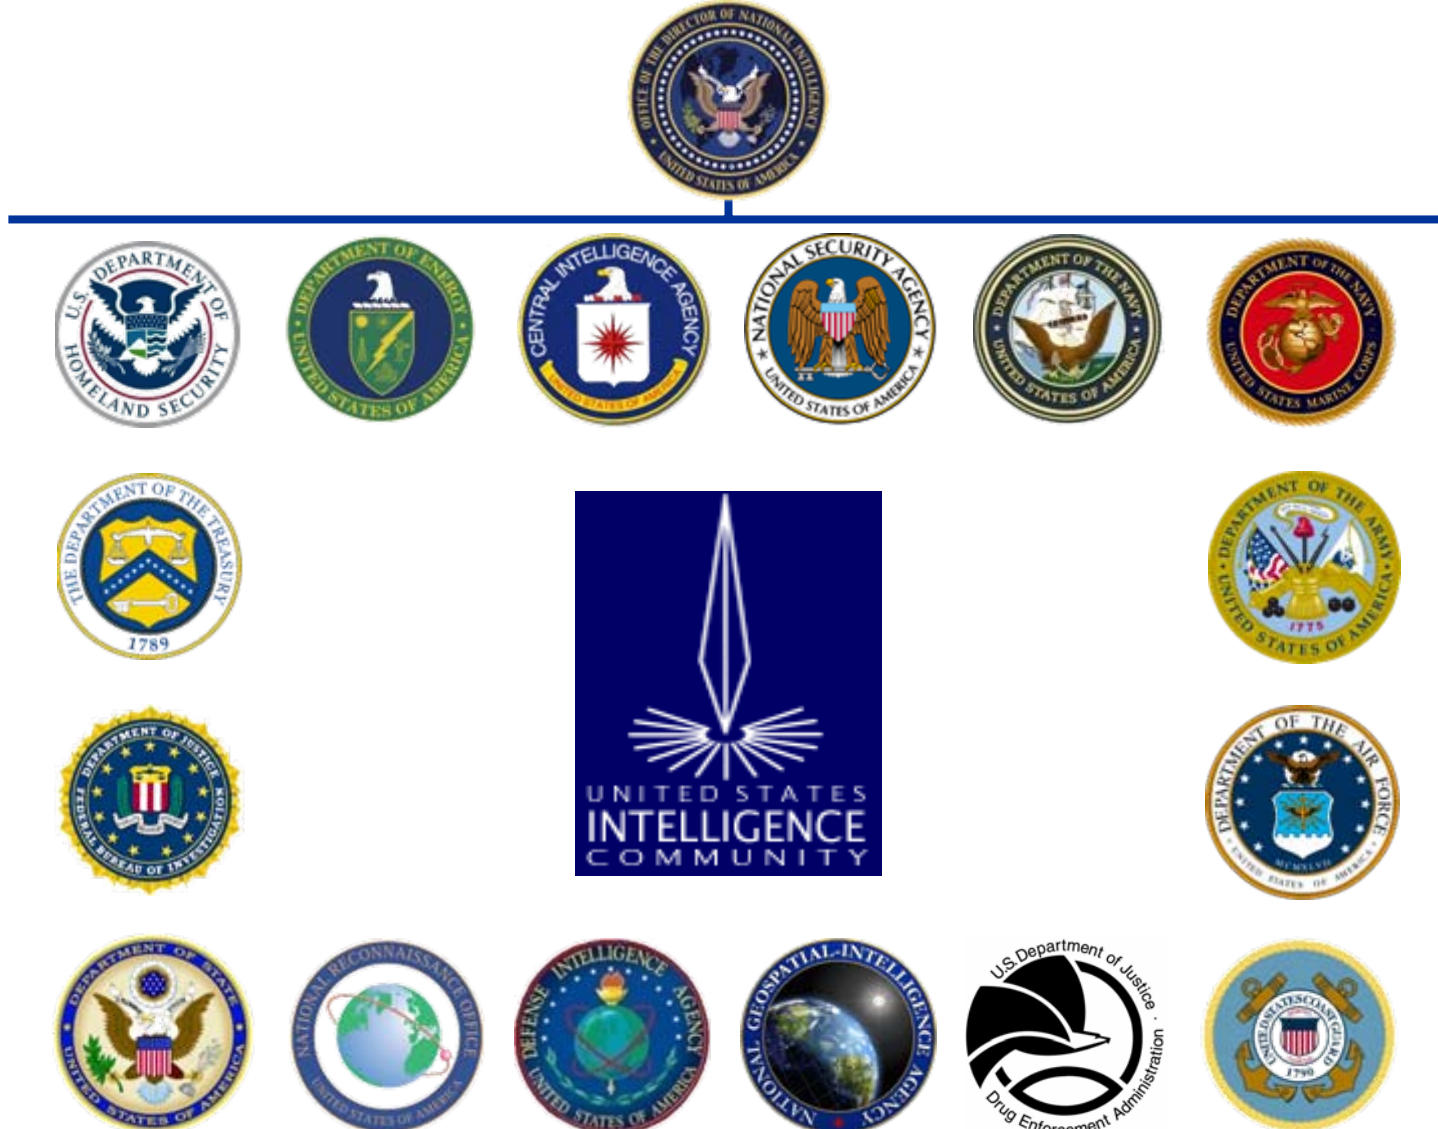 OFFICE OF THE DIRECTOR OF NATIONAL INTELLIGENCE
UNITED STATES OF AMERICA
U.S. DEPARTMENT OF
HOMELAND SECURITY
DEPARTMENT OF ENERGY
UNITED STATES OF AMERICA
CENTRAL INTELLIGENCE AGENCY
UNITED STATES OF AMERICA
NATIONAL SECURITY AGENCY
UNITED STATES OF AMERICA
DEPARTMENT OF THE NAVY
UNITED STATES OF AMERICA
DEPARTMENT OF THE NAVY
UNITED STATES MARINE CORPS
THE DEPARTMENT OF THE TREASURY
1789
UNITED STATES
INTELLIGENCE
COMMUNITY
DEPARTMENT OF THE ARMY
1775
UNITED STATES OF AMERICA
DEPARTMENT OF JUSTICE
FEDERAL BUREAU OF INVESTIGATION
DEPARTMENT OF THE AIR FORCE
MCMXLVII
UNITED STATES OF AMERICA
DEPARTMENT OF STATE
UNITED STATES OF AMERICA
NATIONAL RECONNAISSANCE OFFICE
UNITED STATES OF AMERICA
DEFENSE INTELLIGENCE AGENCY
UNITED STATES OF AMERICA
NATIONAL GEOSPATIAL-INTELLIGENCE AGENCY
U.S. Department of Justice
Drug Enforcement Administration
UNITED STATES COAST GUARD
1790